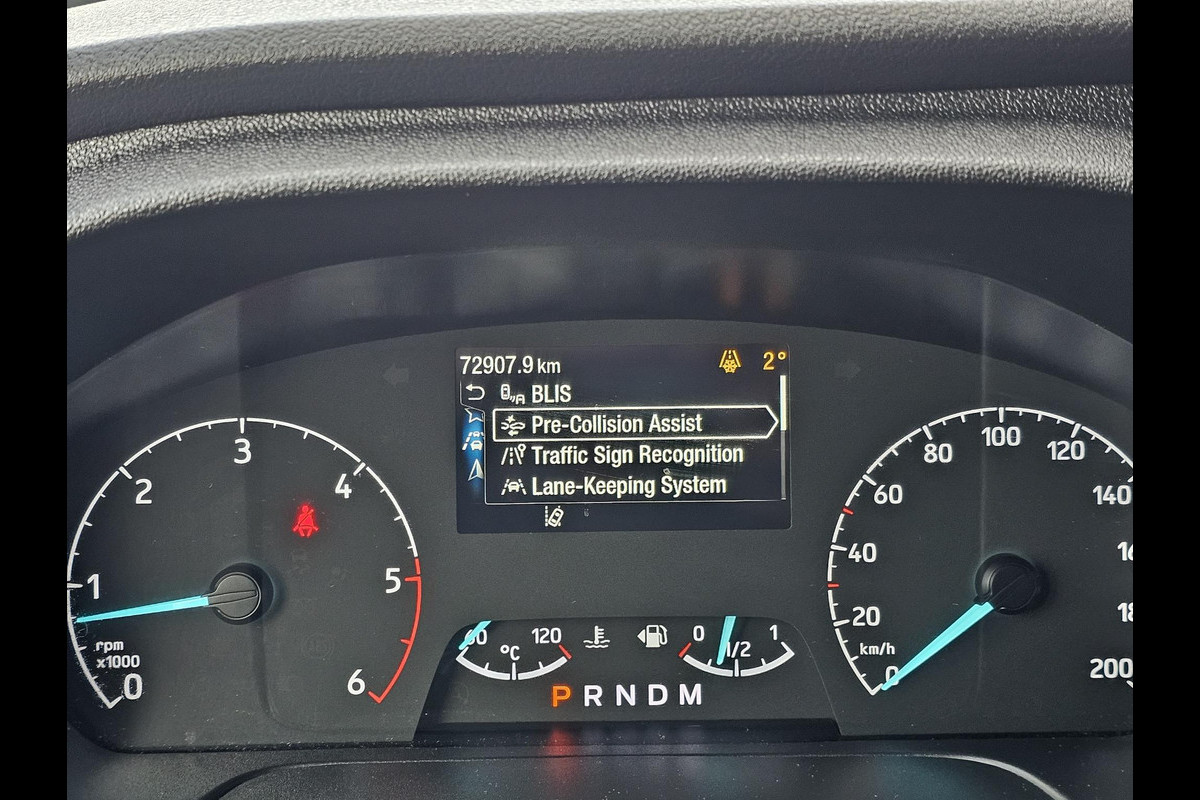 72907.9 km 2°
BLIS
Pre-Collision Assist
Traffic Sign Recognition
Lane-Keeping System
0 1 2 3 4 5 6
rpm
x1000
60 120
°C
0 1/2 1
P R N D M
0 20 40 60 80 100 120 140 200
km/h